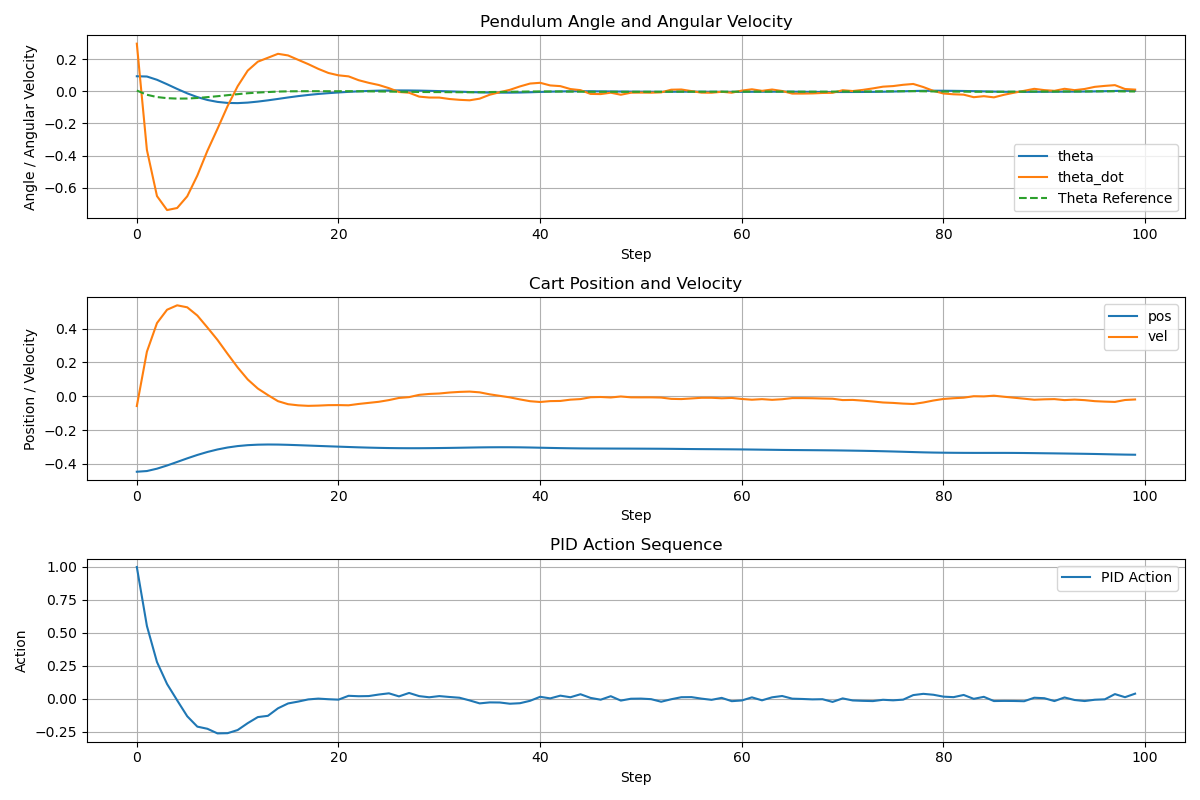 Pendulum Angle and Angular Velocity
Angle / Angular Velocity
0.2
0.0
−0.2
−0.4
−0.6
theta
theta_dot
Theta Reference
0 20 40 60 80 100
Step
Cart Position and Velocity
Position / Velocity
0.4
0.2
0.0
−0.2
−0.4
pos
vel
0 20 40 60 80 100
Step
PID Action Sequence
Action
1.00
0.75
0.50
0.25
0.00
−0.25
PID Action
0 20 40 60 80 100
Step